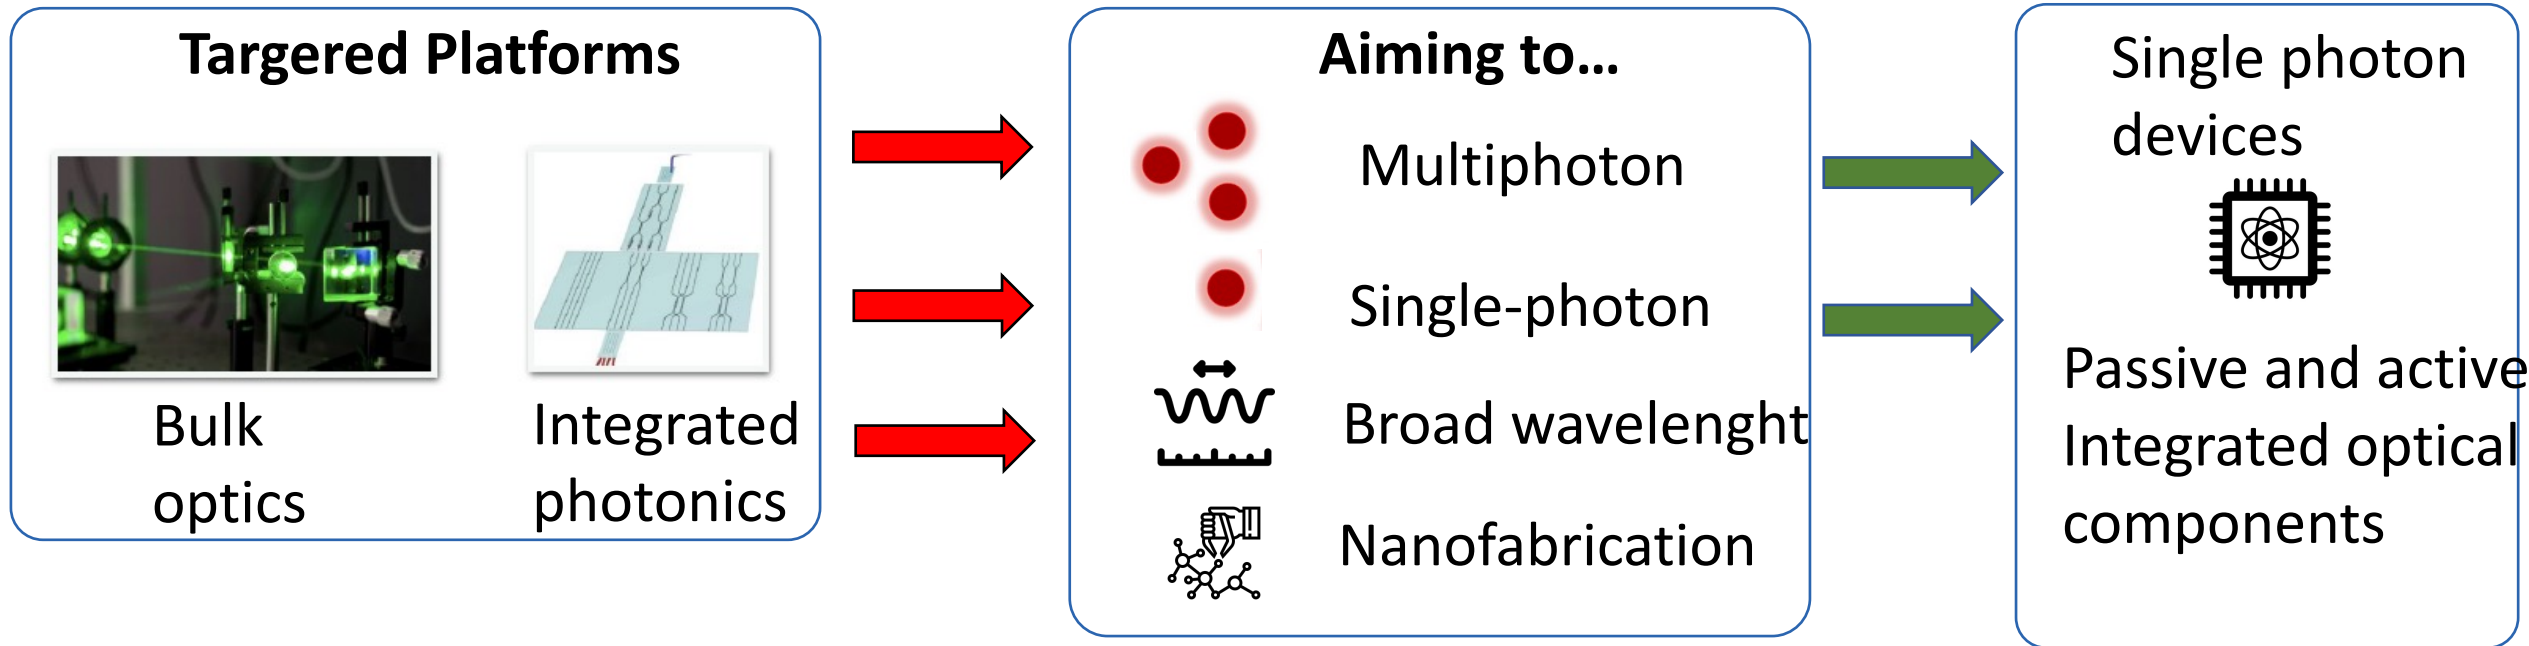 Targered Platforms
Bulk
optics
Integrated
photonics
Aiming to...
Multiphoton
Single-photon
Broad wavelenght
Nanofabrication
Single photon
devices
Passive and active
Integrated optical
components